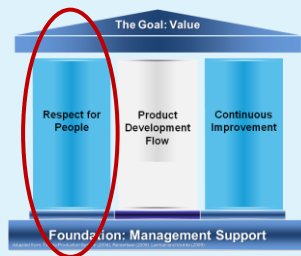 The Goal: Value
Respect for
People
Product
Development
Flow
Continuous
Improvement
Foundation: Management Support